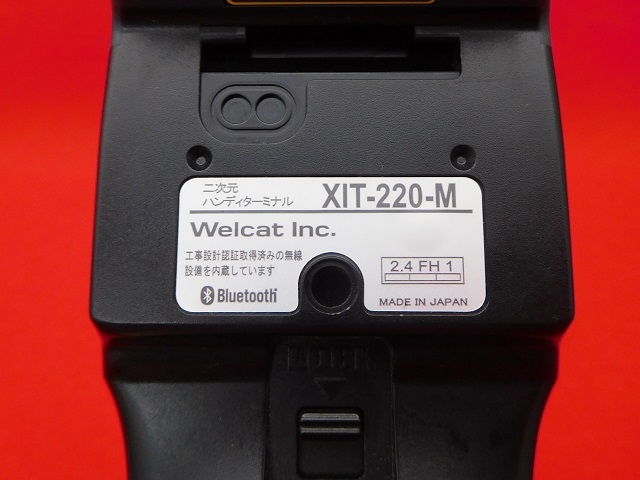 二次元
ハンディターミナル XIT-220-M
Welcat Inc.
工事設計認証取得済みの無線
設備を内蔵しています
2.4 FH 1
Bluetooth
MADE IN JAPAN
LOCK